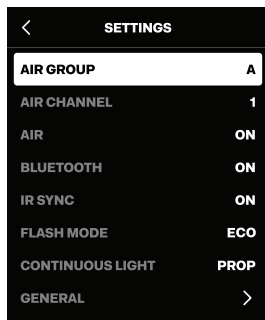 SETTINGS
AIR GROUP A
AIR CHANNEL 1
AIR ON
BLUETOOTH ON
IR SYNC ON
FLASH MODE ECO
CONTINUOUS LIGHT PROP
GENERAL